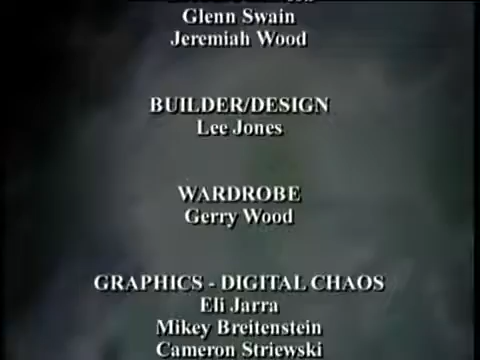 Glenn Swain
Jeremiah Wood
BUILDER/DESIGN
Lee Jones
WARDROBE
Gerry Wood
GRAPHICS - DIGITAL CHAOS
Eli Jarra
Mikey Breitenstein
Cameron Striewski